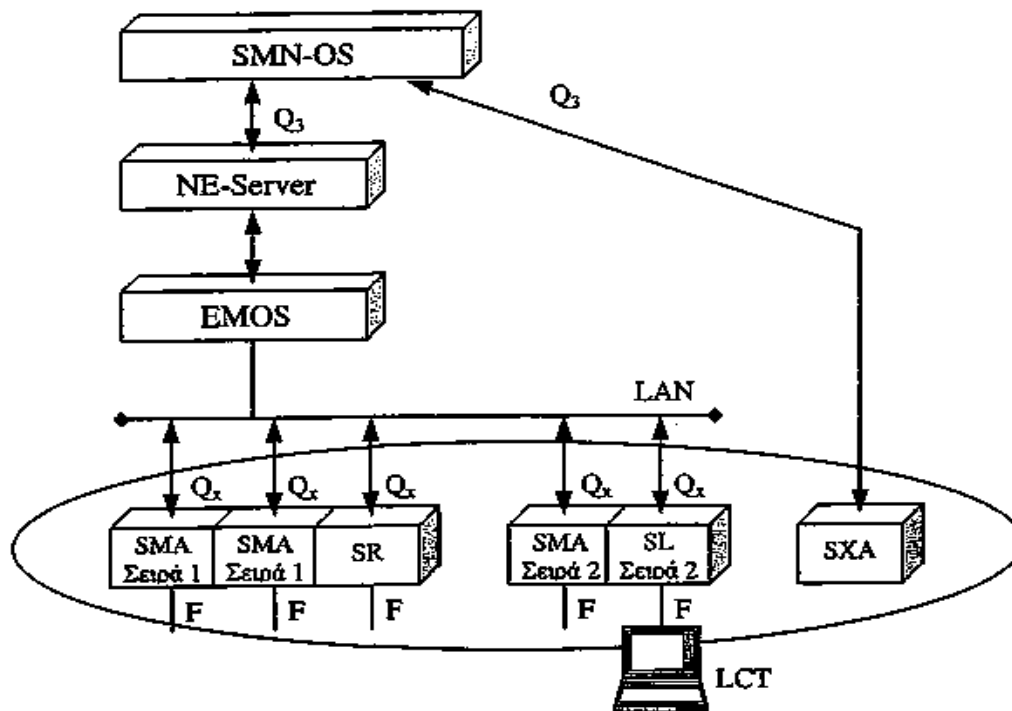 SMN-OS
Q3
Q3
NE-Server
EMOS
LAN
Qx Qx Qx Qx Qx
SMA Σειρά 1
SMA Σειρά 1
SR
SMA Σειρά 2
SL Σειρά 2
SXA
F F F F F
LCT